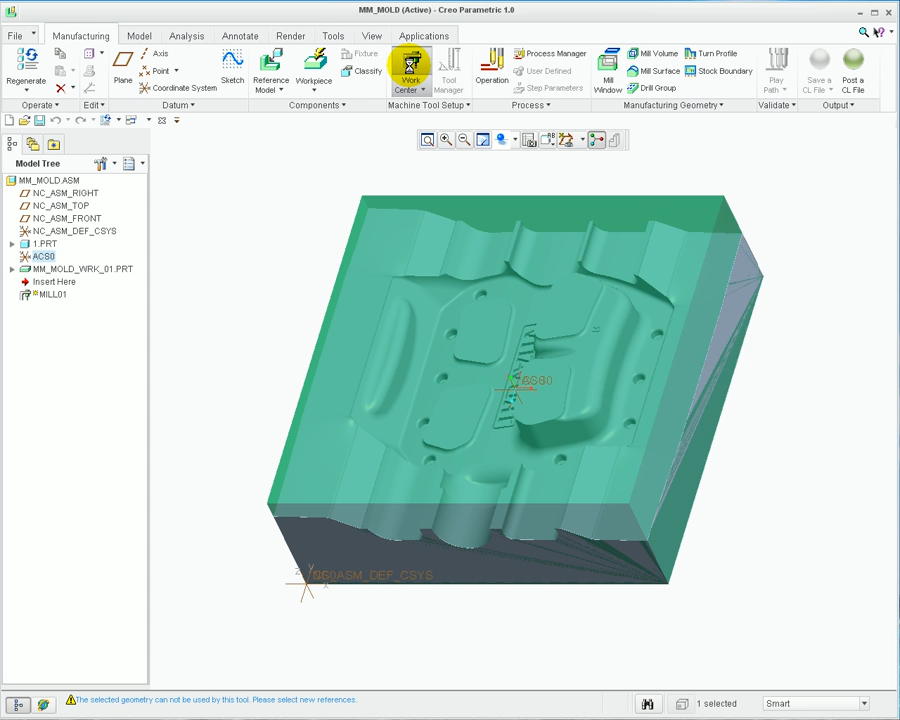 MM_MOLD (Active) - Creo Parametric 1.0
File Manufacturing Model Analysis Annotate Render Tools View Applications
Regenerate
Operate
Edit
Plane
Axis
Point
Coordinate System
Sketch
Datum
Reference Model
Workpiece
Fixture
Classify
Components
Work Center
Tool Manager
Machine Tool Setup
Operation
Process Manager
User Defined
Step Parameters
Process
Mill Window
Mill Volume
Mill Surface
Drill Group
Turn Profile
Stock Boundary
Manufacturing Geometry
Play Path
Validate
Save a CL File
Post a CL File
Output
Model Tree
MM_MOLD.ASM
NC_ASM_RIGHT
NC_ASM_TOP
NC_ASM_FRONT
NC_ASM_DEF_CSYS
1.PRT
ACS0
MM_MOLD_WRK_01.PRT
Insert Here
MILL01
The selected geometry can not be used by this tool. Please select new references.
1 selected
Smart